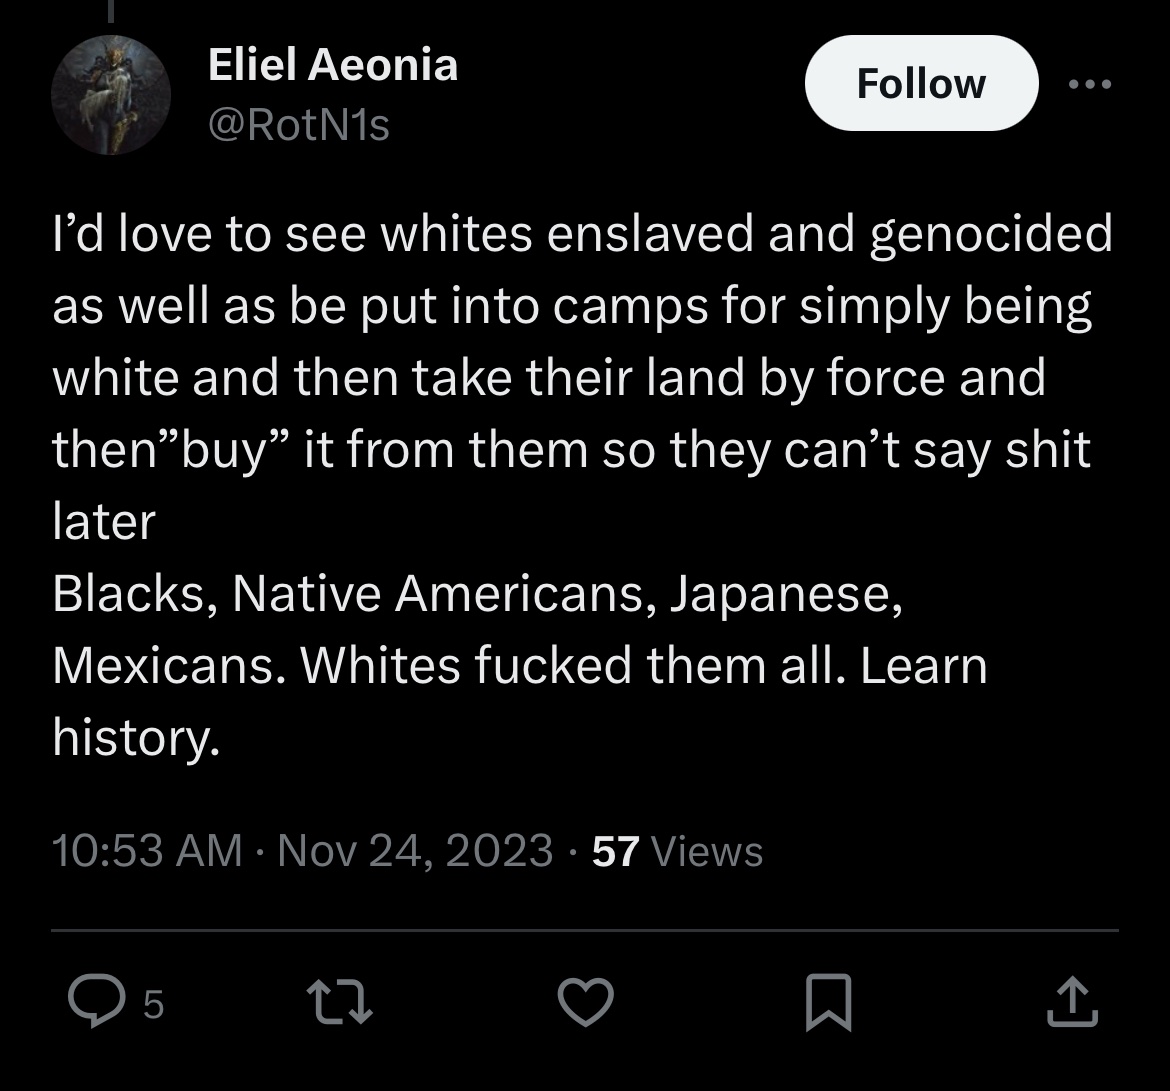 Eliel Aeonia
@RotN1s
Follow
I’d love to see whites enslaved and genocided
as well as be put into camps for simply being
white and then take their land by force and
then”buy” it from them so they can’t say shit
later
Blacks, Native Americans, Japanese,
Mexicans. Whites fucked them all. Learn
history.
10:53 AM · Nov 24, 2023 · 57 Views
5